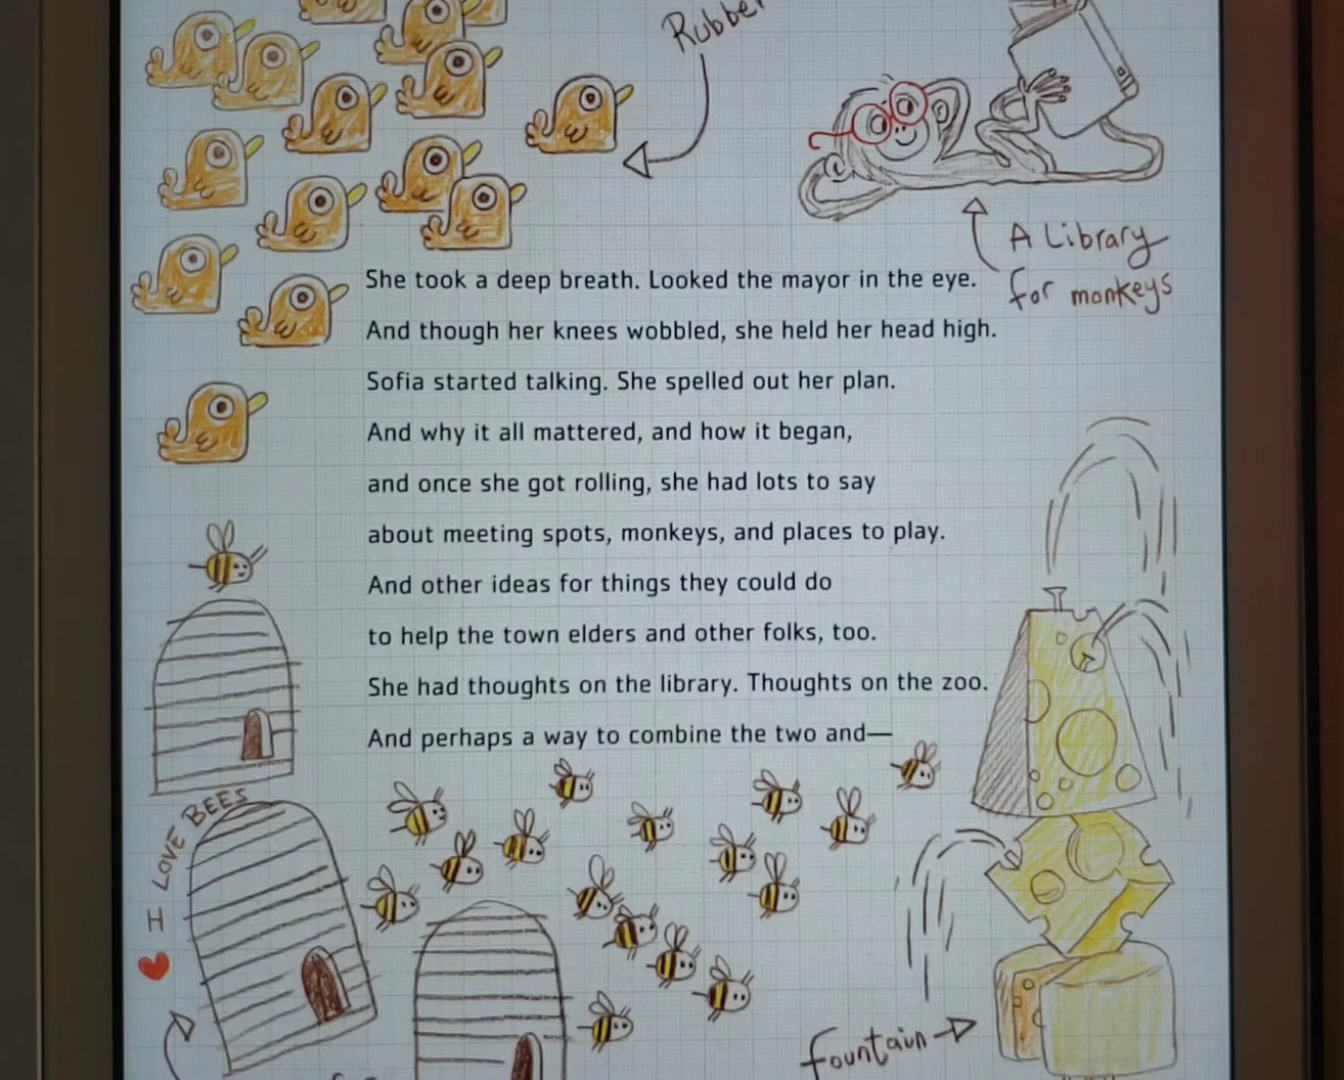 Rubber
A Library
for monkeys
She took a deep breath. Looked the mayor in the eye.
And though her knees wobbled, she held her head high.
Sofia started talking. She spelled out her plan.
And why it all mattered, and how it began,
and once she got rolling, she had lots to say
about meeting spots, monkeys, and places to play.
And other ideas for things they could do
to help the town elders and other folks, too.
She had thoughts on the library. Thoughts on the zoo.
And perhaps a way to combine the two and—
I LOVE BEES
fountain